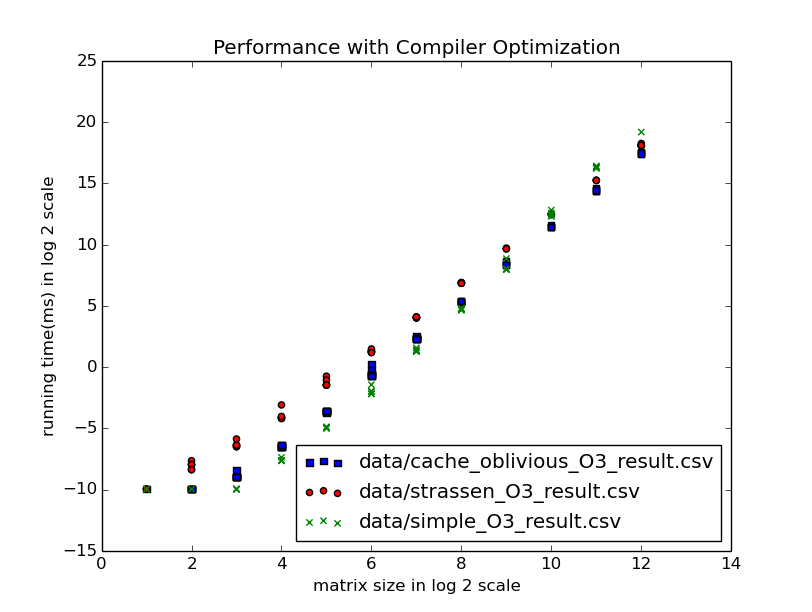 Performance with Compiler Optimization
25
20
15
10
5
0
−5
−10
−15
running time(ms) in log 2 scale
data/cache_oblivious_O3_result.csv
data/strassen_O3_result.csv
data/simple_O3_result.csv
0 2 4 6 8 10 12 14
matrix size in log 2 scale